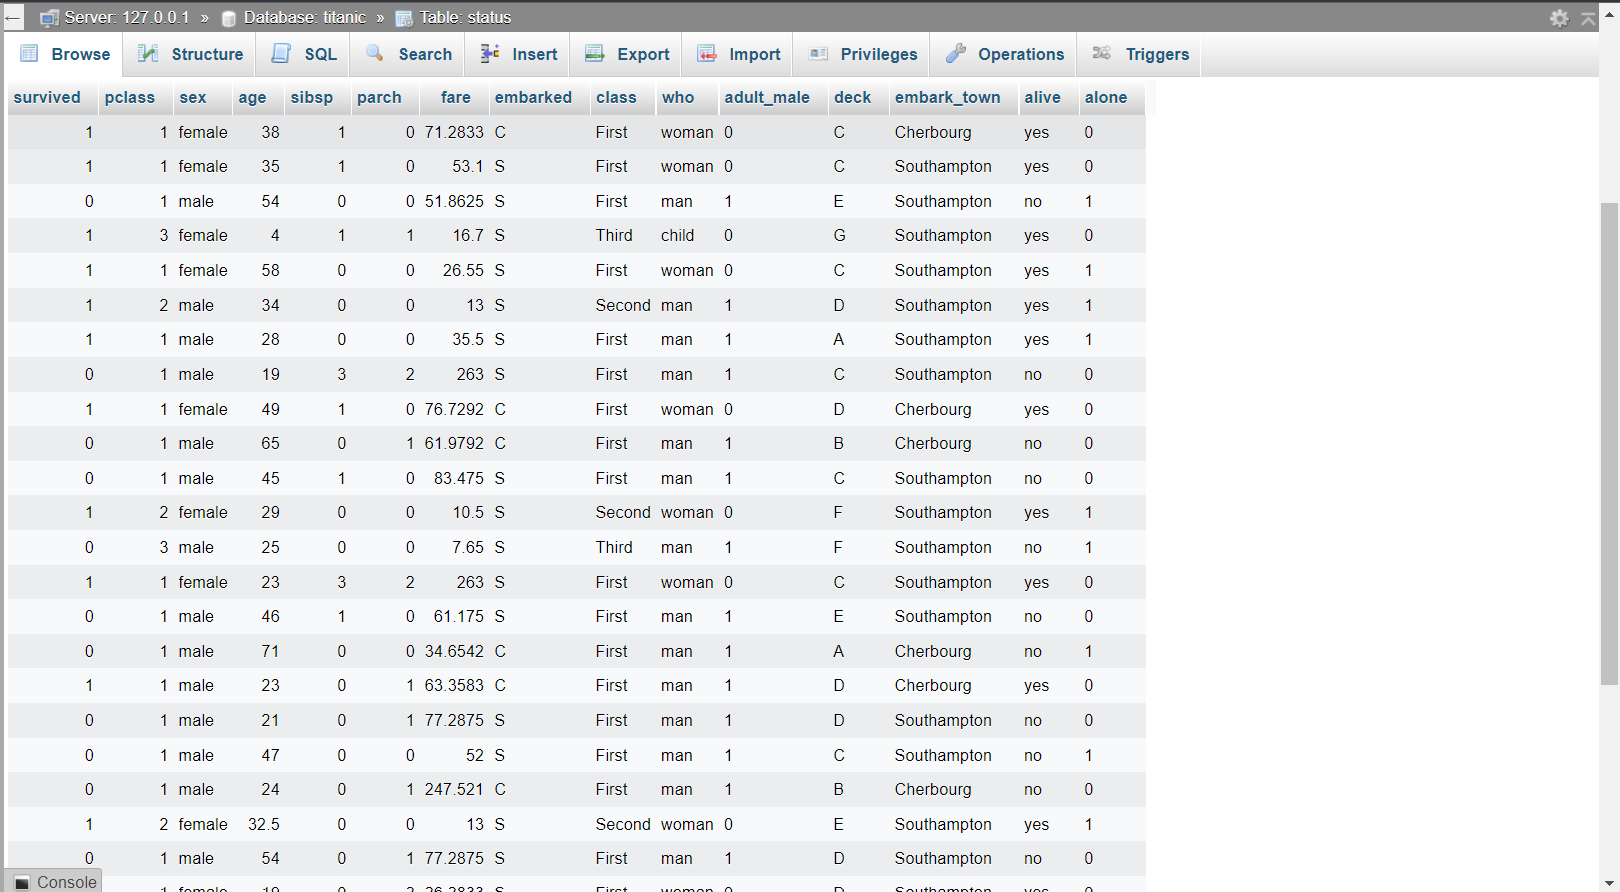 Server: 127.0.0.1 » Database: titanic » Table: status
Browse Structure SQL Search Insert Export Import Privileges Operations Triggers
survived pclass sex age sibsp parch fare embarked class who adult_male deck embark_town alive alone
1 1 female 38 1 0 71.2833 C First woman 0 C Cherbourg yes 0
1 1 female 35 1 0 53.1 S First woman 0 C Southampton yes 0
0 1 male 54 0 0 51.8625 S First man 1 E Southampton no 1
1 3 female 4 1 1 16.7 S Third child 0 G Southampton yes 0
1 1 female 58 0 0 26.55 S First woman 0 C Southampton yes 1
1 2 male 34 0 0 13 S Second man 1 D Southampton yes 1
1 1 male 28 0 0 35.5 S First man 1 A Southampton yes 1
0 1 male 19 3 2 263 S First man 1 C Southampton no 0
1 1 female 49 1 0 76.7292 C First woman 0 D Cherbourg yes 0
0 1 male 65 0 1 61.9792 C First man 1 B Cherbourg no 0
0 1 male 45 1 0 83.475 S First man 1 C Southampton no 0
1 2 female 29 0 0 10.5 S Second woman 0 F Southampton yes 1
0 3 male 25 0 0 7.65 S Third man 1 F Southampton no 1
1 1 female 23 3 2 263 S First woman 0 C Southampton yes 0
0 1 male 46 1 0 61.175 S First man 1 E Southampton no 0
0 1 male 71 0 0 34.6542 C First man 1 A Cherbourg no 1
1 1 male 23 0 1 63.3583 C First man 1 D Cherbourg yes 0
0 1 male 21 0 1 77.2875 S First man 1 D Southampton no 0
0 1 male 47 0 0 52 S First man 1 C Southampton no 1
0 1 male 24 0 1 247.521 C First man 1 B Cherbourg no 0
1 2 female 32.5 0 0 13 S Second woman 0 E Southampton yes 1
0 1 male 54 0 1 77.2875 S First man 1 D Southampton no 0
1 female 19 0 2 26.2833 S First woman 0 D Southampton yes 0
Console